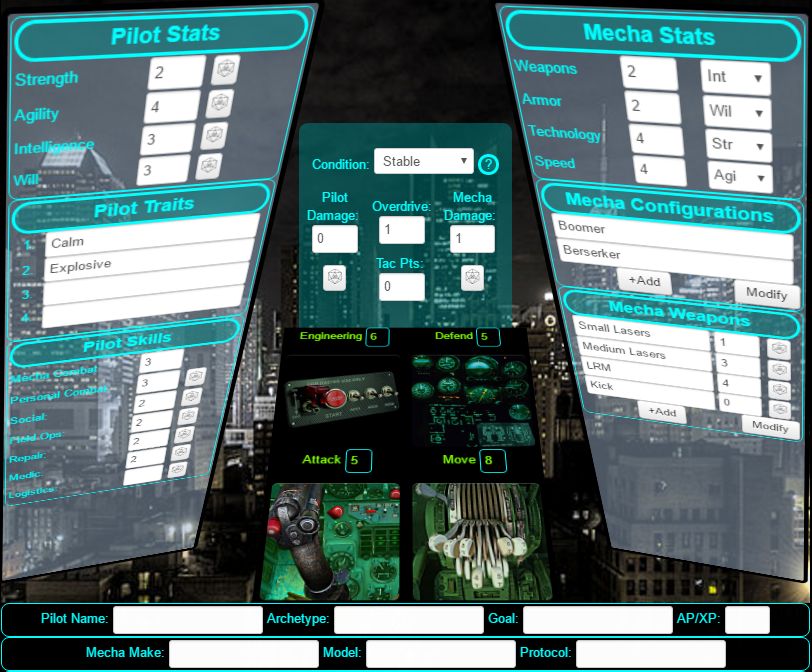 Pilot Stats
Strength 2
Agility 4
Intelligence 3
Will 3
Pilot Traits
1 Calm
2 Explosive
3
4
Pilot Skills
Mecha Combat 3
Personal Combat 3
Social: 2
Field Ops: 2
Repair: 2
Medic: 2
Logistics:
Condition: Stable ?
Pilot Damage: 0
Overdrive: 1
Mecha Damage: 1
Tac Pts: 0
Engineering 6
Defend 5
START
Attack 5
Move 8
Mecha Stats
Weapons 2 Int
Armor 2 Wil
Technology 4 Str
Speed 4 Agi
Mecha Configurations
Boomer
Berserker
+Add Modify
Mecha Weapons
Small Lasers 1
Medium Lasers 3
LRM 4
Kick 0
+Add Modify
Pilot Name: Archetype: Goal: AP/XP:
Mecha Make: Model: Protocol: